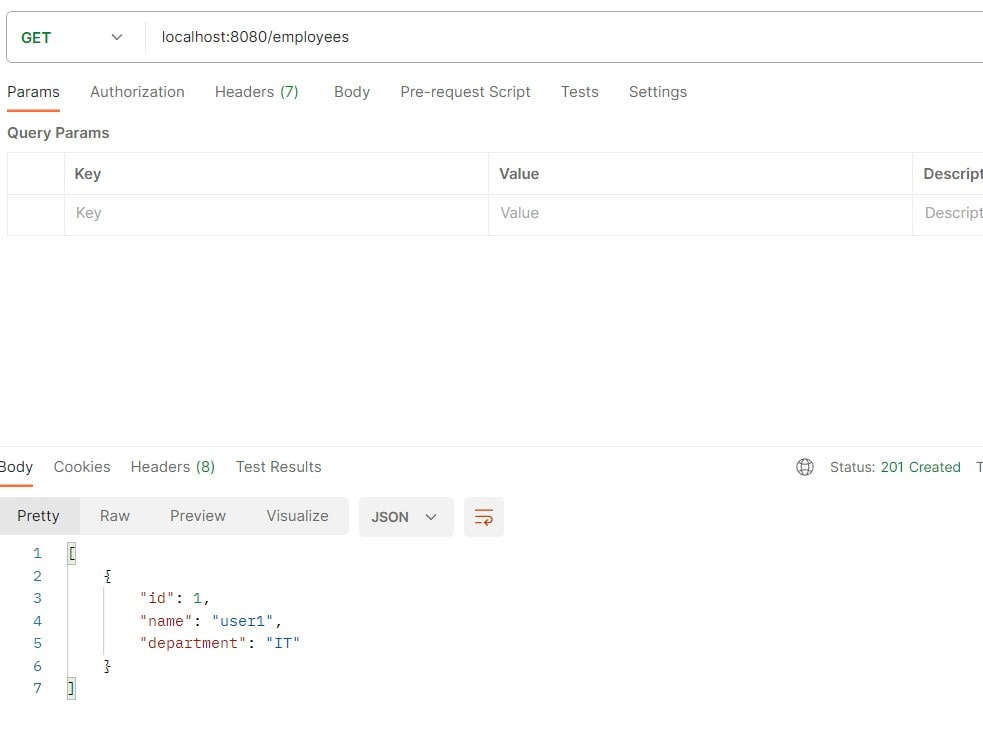 GET localhost:8080/employees
Params Authorization Headers (7) Body Pre-request Script Tests Settings
Query Params
Key Value Descript
Key Value Descript
Body Cookies Headers (8) Test Results Status: 201 Created T
Pretty Raw Preview Visualize JSON
1 [
2 {
3 "id": 1,
4 "name": "user1",
5 "department": "IT"
6 }
7 ]